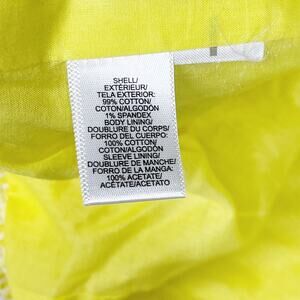 SHELL/
EXTÉRIEUR/
TELA EXTERIOR:
99% COTTON/
COTON/ALGODÓN
1% SPANDEX
BODY LINING/
DOUBLURE DU CORPS/
FORRO DEL CUERPO:
100% COTTON/
COTON/ALGODÓN
SLEEVE LINING/
DOUBLURE DE MANCHE/
FORRO DE LA MANGA:
100% ACETATE/
ACÉTATE/ACETATO